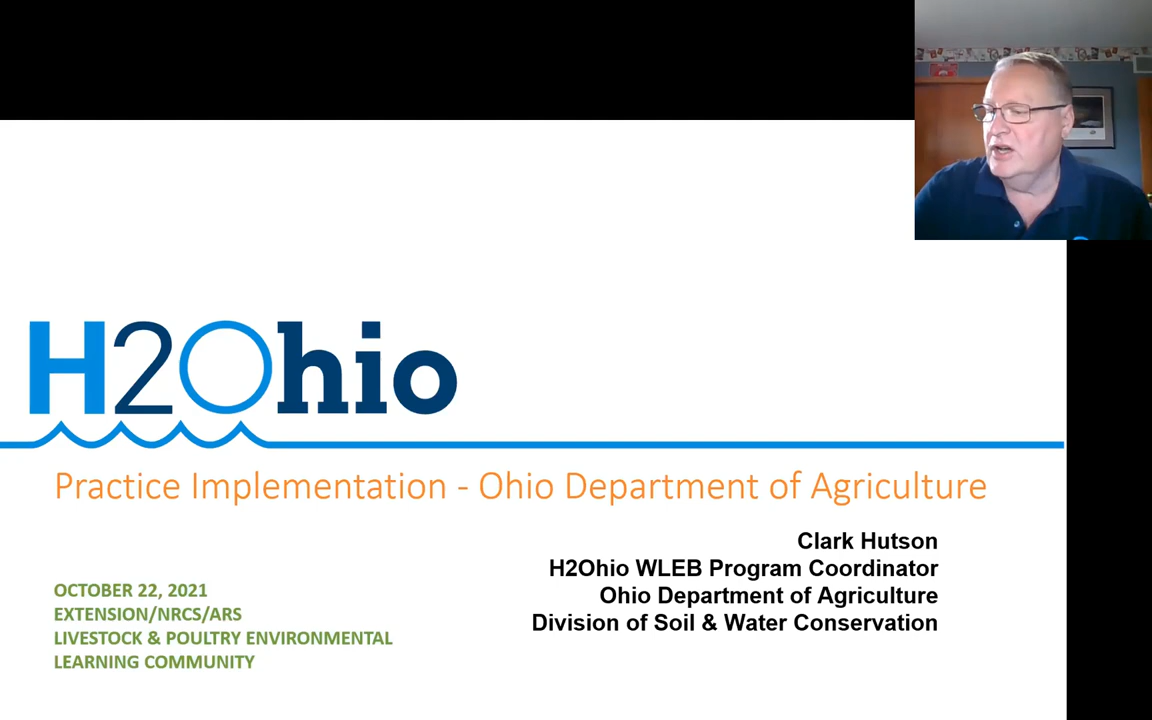 H2Ohio
Practice Implementation - Ohio Department of Agriculture
Clark Hutson
H2Ohio WLEB Program Coordinator
Ohio Department of Agriculture
Division of Soil & Water Conservation
OCTOBER 22, 2021
EXTENSION/NRCS/ARS
LIVESTOCK & POULTRY ENVIRONMENTAL
LEARNING COMMUNITY